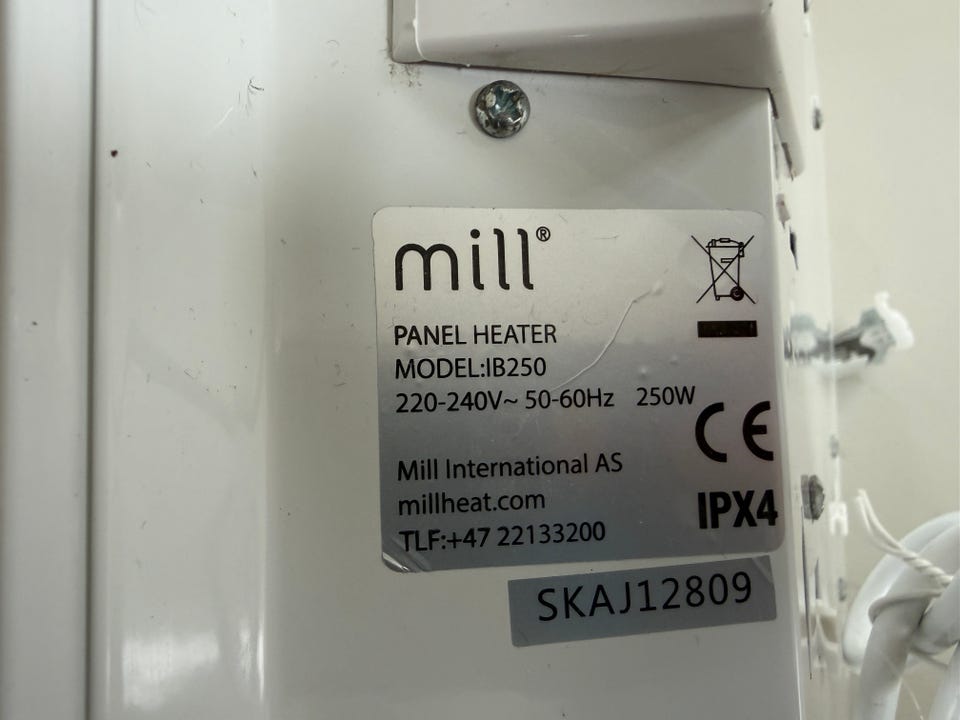 mill®
PANEL HEATER
MODEL:IB250
220-240V~ 50-60Hz 250W
CE
Mill International AS
millheat.com
IPX4
TLF:+47 22133200
SKAJ12809